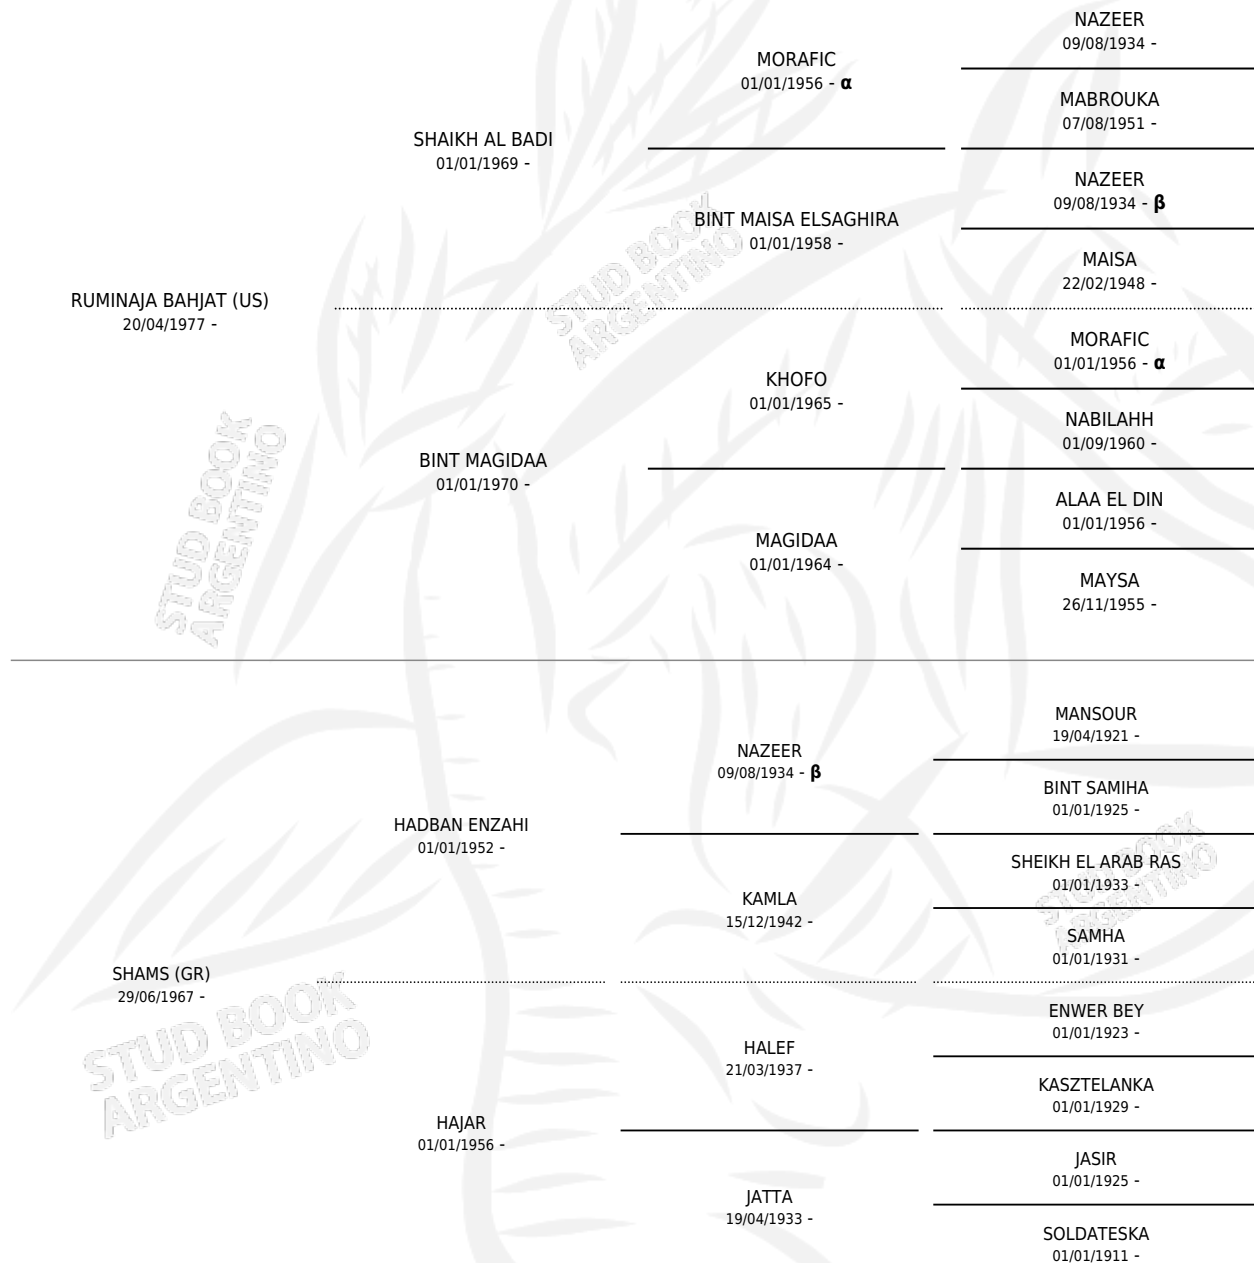 NAZEER
09/08/1934 -
MORAFIC
01/01/1956 - α
MABROUKA
07/08/1951 -
SHAIKH AL BADI
01/01/1969 -
NAZEER
09/08/1934 - β
BINT MAISA ELSAGHIRA
01/01/1958 -
MAISA
22/02/1948 -
RUMINAJA BAHJAT (US)
20/04/1977 -
MORAFIC
01/01/1956 - α
KHOFO
01/01/1965 -
NABILAHH
01/09/1960 -
BINT MAGIDAA
01/01/1970 -
ALAA EL DIN
01/01/1956 -
MAGIDAA
01/01/1964 -
MAYSA
26/11/1955 -
MANSOUR
19/04/1921 -
NAZEER
09/08/1934 - β
BINT SAMIHA
01/01/1925 -
HADBAN ENZAHI
01/01/1952 -
SHEIKH EL ARAB RAS
01/01/1933 -
KAMLA
15/12/1942 -
SAMHA
01/01/1931 -
SHAMS (GR)
29/06/1967 -
ENWER BEY
01/01/1923 -
HALEF
21/03/1937 -
KASZTELANKA
01/01/1929 -
HAJAR
01/01/1956 -
JASIR
01/01/1925 -
JATTA
19/04/1933 -
SOLDATESKA
01/01/1911 -
STUD BOOK
ARGENTINO
STUD BOOK
ARGENTINO
STUD BOOK
ARGENTINO
STUD BOOK
ARGENTINO